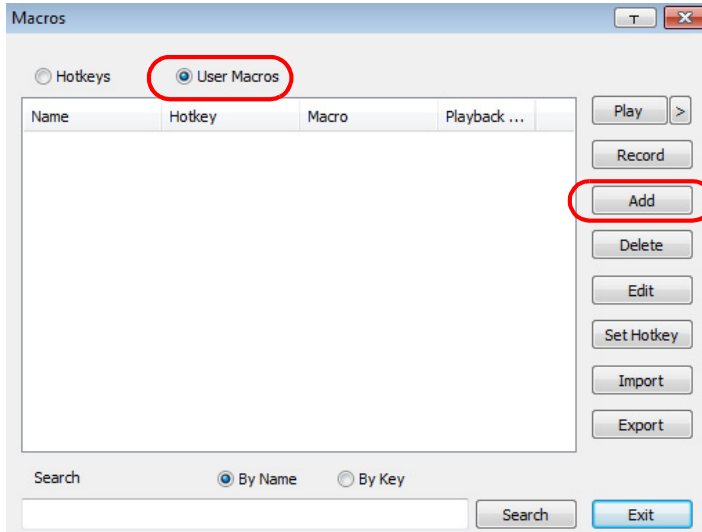 Macros
Hotkeys User Macros
Name Hotkey Macro Playback ...
Play >
Record
Add
Delete
Edit
Set Hotkey
Import
Export
Search By Name By Key
Search Exit